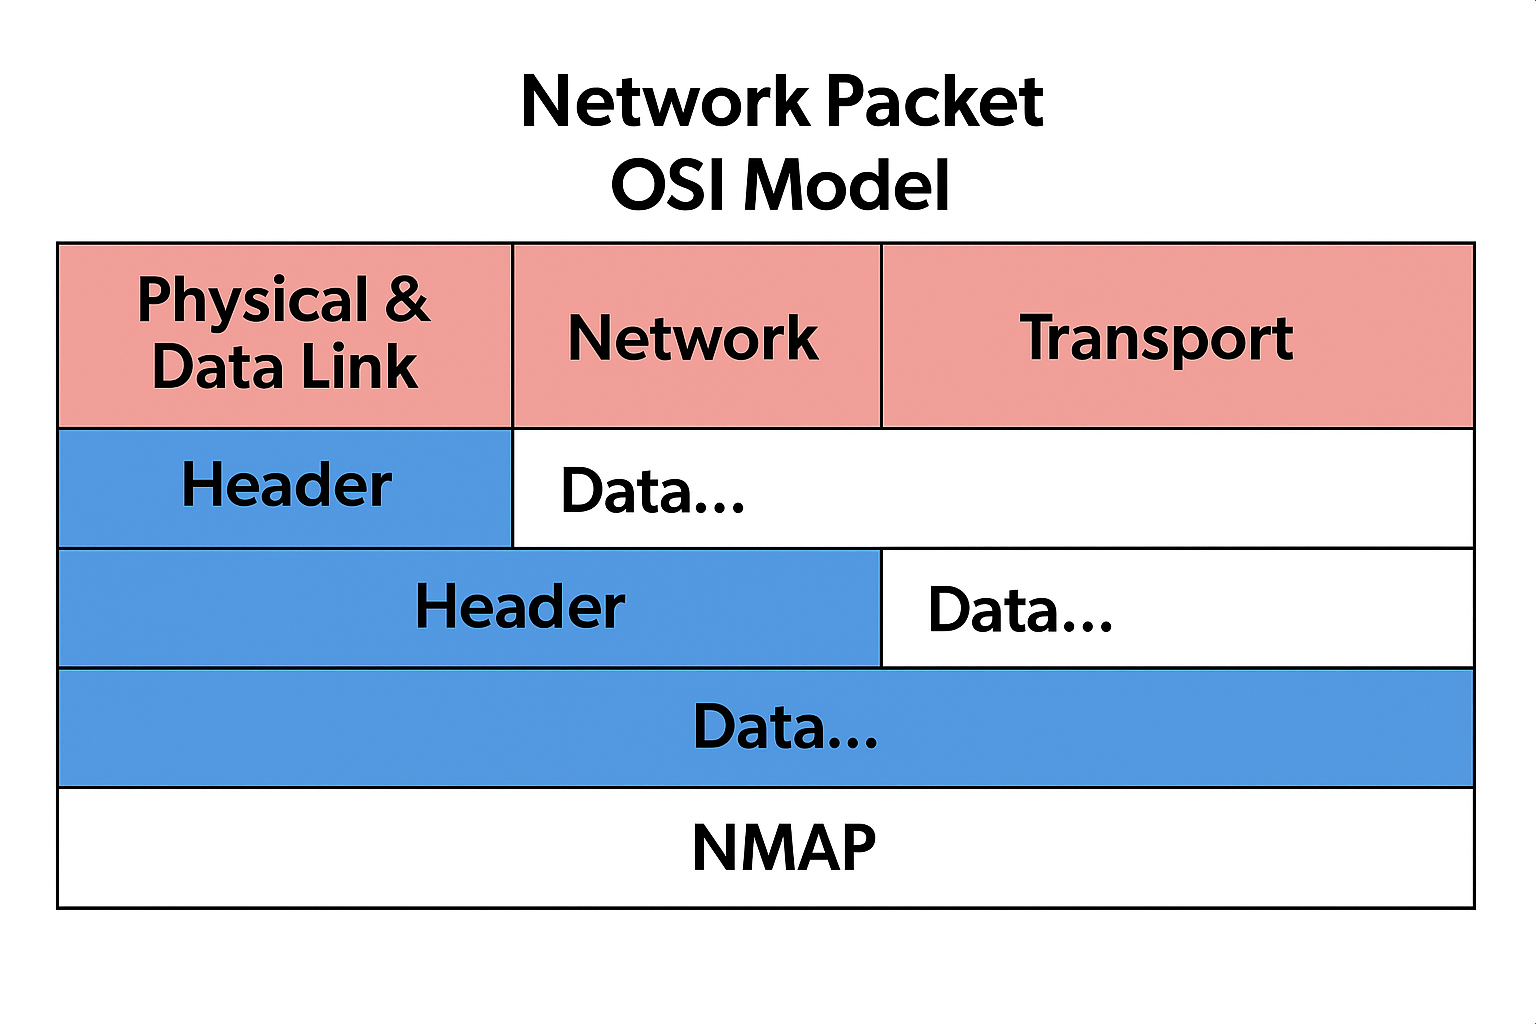 Network Packet
OSI Model
Physical &
Data Link
Network
Transport
Header
Data...
Header
Data...
Data...
NMAP